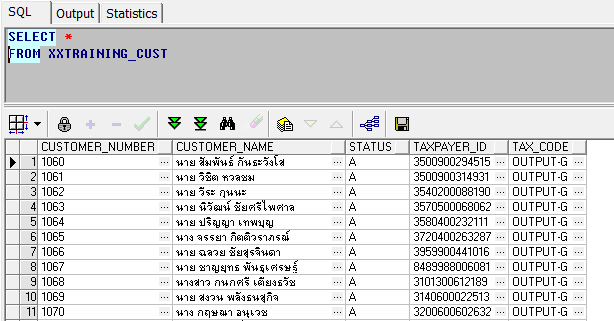 SQL Output Statistics
SELECT *
FROM XXTRAINING_CUST
CUSTOMER_NUMBER CUSTOMER_NAME STATUS TAXPAYER_ID TAX_CODE
1 1060 ... นาย สัมพันธ์ กันธะวังโส ... A 3500900294515 ... OUTPUT-G ...
2 1061 ... นาย วิชิต หวลชม ... A 3500900314931 ... OUTPUT-G ...
3 1062 ... นาย วีระ กุนนะ ... A 3540200088190 ... OUTPUT-G ...
4 1063 ... นาย นิวัฒน์ ชัยศรีไพศาล ... A 3570500068062 ... OUTPUT-G ...
5 1064 ... นาย ปริญญา เทพบุญ ... A 3580400232111 ... OUTPUT-G ...
6 1065 ... นาง จรรยา กิตติวราภรณ์ ... A 3720400263287 ... OUTPUT-G ...
7 1066 ... นาย ฉลวย ชัยสุรจินดา ... A 3959900441016 ... OUTPUT-G ...
8 1067 ... นาย ชาญยุทธ พันธุเศรษฐ์ ... A 8489988006081 ... OUTPUT-G ...
9 1068 ... นางสาว กนกศรี เตียงธวัช ... A 3101300612189 ... OUTPUT-G ...
10 1069 ... นาย สงวน พลังธนสุกิจ ... A 3140600022513 ... OUTPUT-G ...
11 1070 ... นาง กฤษณา อนุเวช ... A 3200600602632 ... OUTPUT-G ...